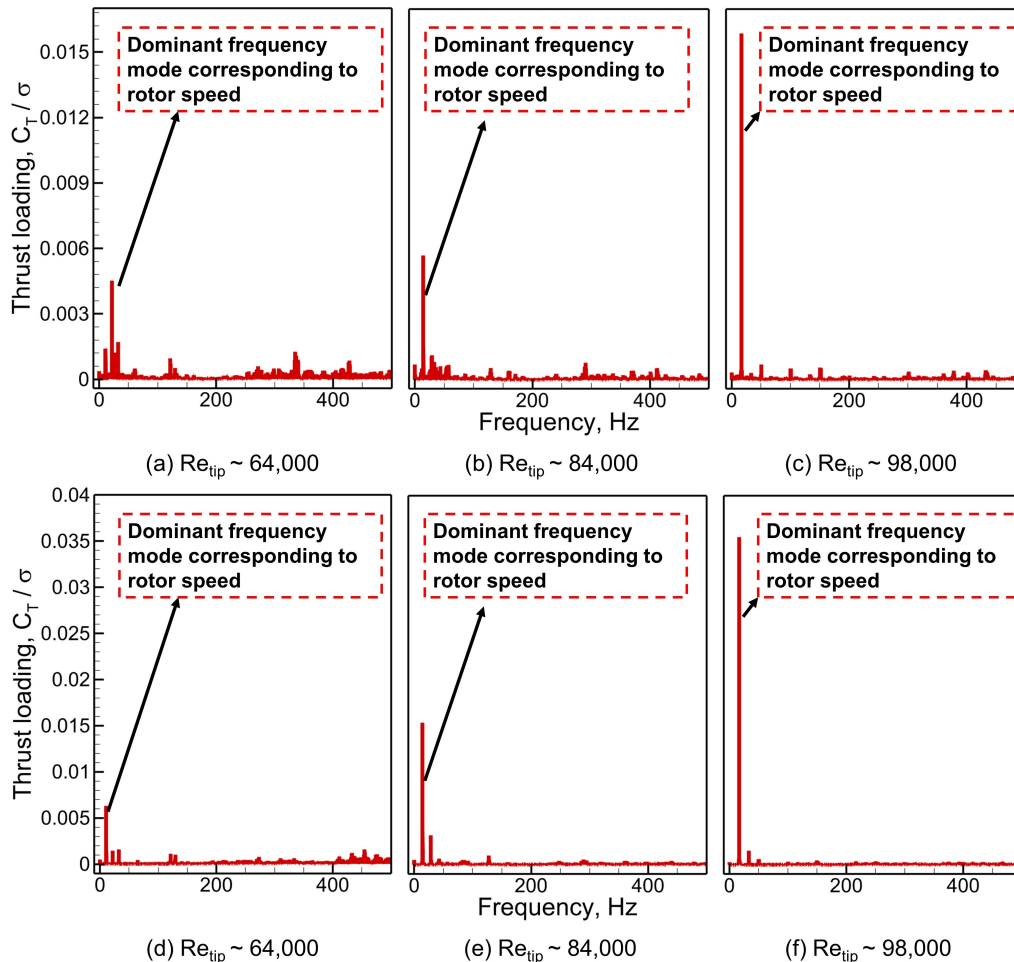 Thrust loading, C_T / σ
0.015
0.012
0.009
0.006
0.003
0
Dominant frequency
mode corresponding to
rotor speed
Dominant frequency
mode corresponding to
rotor speed
Dominant frequency
mode corresponding to
rotor speed
0 200 400
0 200 400
0 200 400
Frequency, Hz
(a) Re_tip ~ 64,000
(b) Re_tip ~ 84,000
(c) Re_tip ~ 98,000
Thrust loading, C_T / σ
0.04
0.035
0.03
0.025
0.02
0.015
0.01
0.005
0
Dominant frequency
mode corresponding to
rotor speed
Dominant frequency
mode corresponding to
rotor speed
Dominant frequency
mode corresponding to
rotor speed
0 200 400
0 200 400
0 200 400
Frequency, Hz
(d) Re_tip ~ 64,000
(e) Re_tip ~ 84,000
(f) Re_tip ~ 98,000